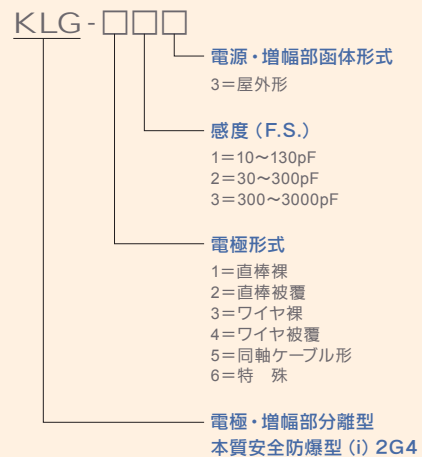 KLG-□□□
電源・増幅部函体形式
3＝屋外形
感度（F.S.）
1＝10〜130pF
2＝30〜300pF
3＝300〜3000pF
電極形式
1＝直棒裸
2＝直棒被覆
3＝ワイヤ裸
4＝ワイヤ被覆
5＝同軸ケーブル形
6＝特　殊
電極・増幅部分離型
本質安全防爆型（i）2G4